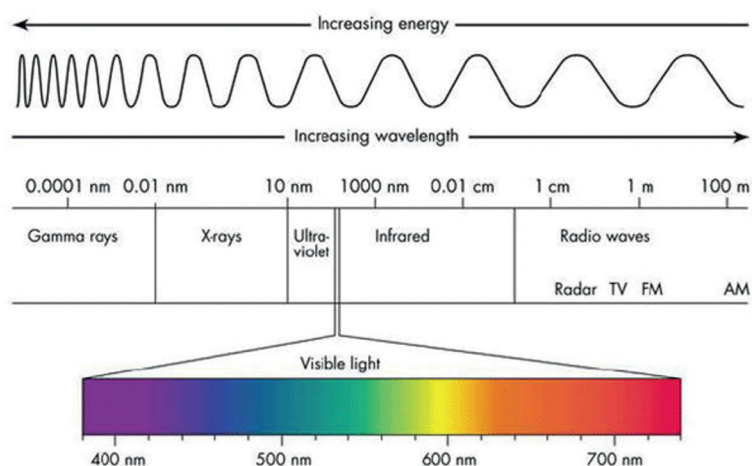 Increasing energy
Increasing wavelength
0.0001 nm 0.01 nm 10 nm 1000 nm 0.01 cm 1 cm 1 m 100 m
Gamma rays X-rays Ultra- Infrared Radio waves
violet
Radar TV FM AM
Visible light
400 nm 500 nm 600 nm 700 nm